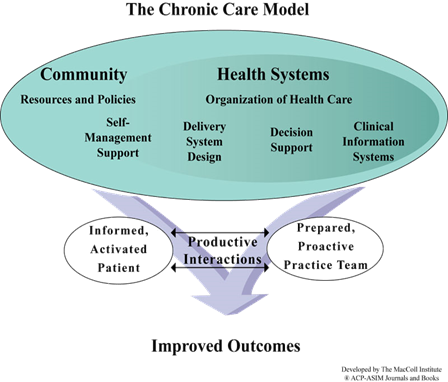 The Chronic Care Model
Community
Resources and Policies
Health Systems
Organization of Health Care
Self-
Management
Support
Delivery
System
Design
Decision
Support
Clinical
Information
Systems
Informed,
Activated
Patient
Productive
Interactions
Prepared,
Proactive
Practice Team
Improved Outcomes
Developed by The MacColl Institute
® ACP-ASIM Journals and Books